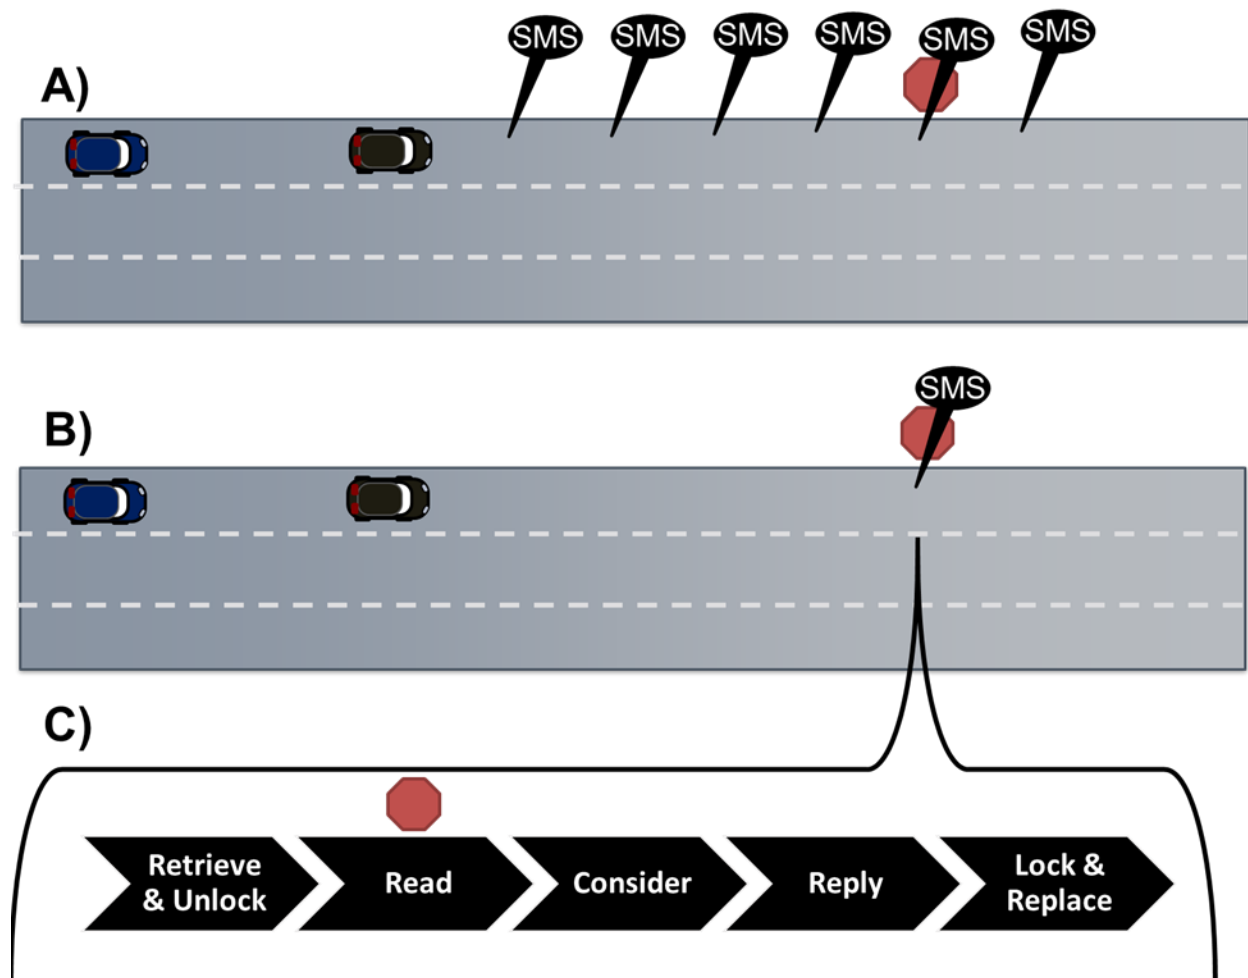 SMS SMS SMS SMS SMS SMS
A)
SMS
B)
C)
Retrieve
& Unlock
Read
Consider
Reply
Lock &
Replace